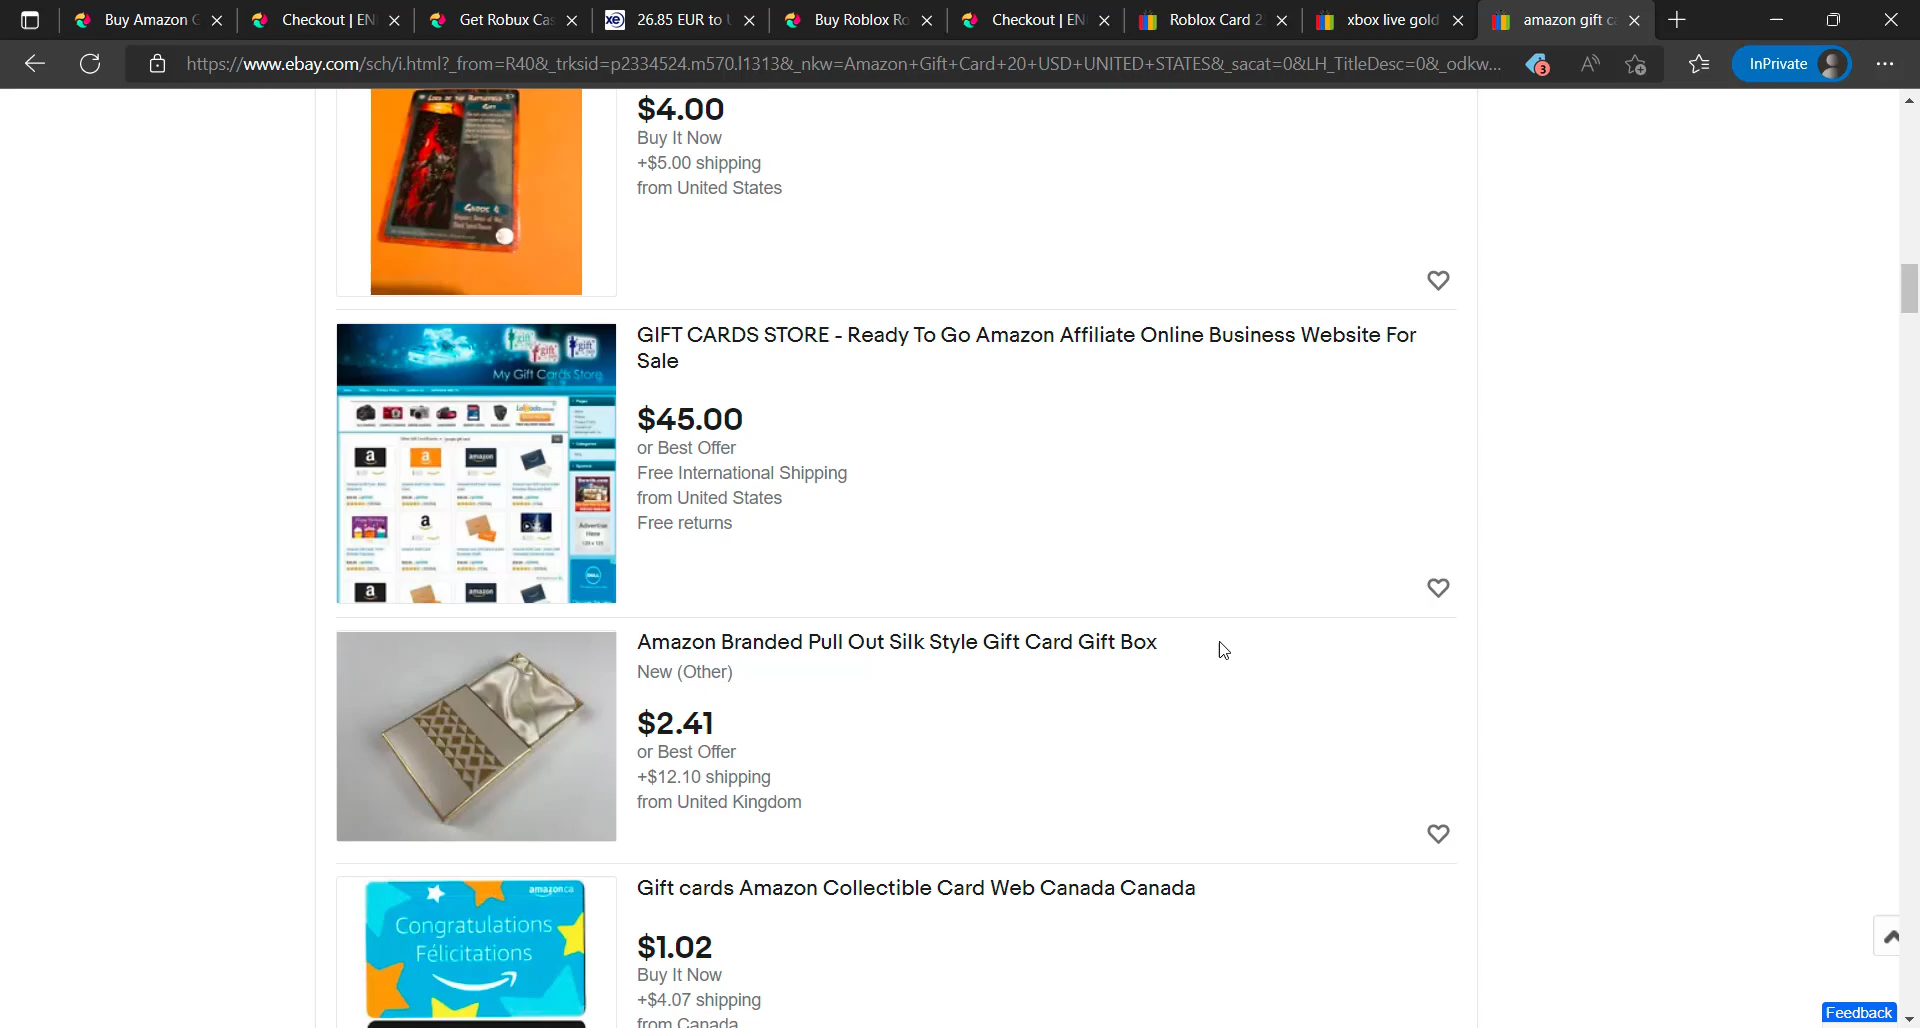 Buy Amazon G
Checkout | EN
Get Robux Ca
26.85 EUR to U
Buy Roblox Ro
Checkout | EN
Roblox Card 2
xbox live gold
amazon gift ca
https://www.ebay.com/sch/i.html?_from=R40&_trksid=p2334524.m570.l1313&_nkw=Amazon+Gift+Card+20+USD+UNITED+STATES&_sacat=0&LH_TitleDesc=0&_odkw...
3
InPrivate
$4.00
Buy It Now
+$5.00 shipping
from United States
GIFT CARDS STORE - Ready To Go Amazon Affiliate Online Business Website For
Sale
My Gift Cards Store
$45.00
or Best Offer
Free International Shipping
from United States
Free returns
Amazon Branded Pull Out Silk Style Gift Card Gift Box
New (Other)
$2.41
or Best Offer
+$12.10 shipping
from United Kingdom
Gift cards Amazon Collectible Card Web Canada Canada
amazon.ca
Congratulations
Félicitations
$1.02
Buy It Now
+$4.07 shipping
from Canada
Feedback